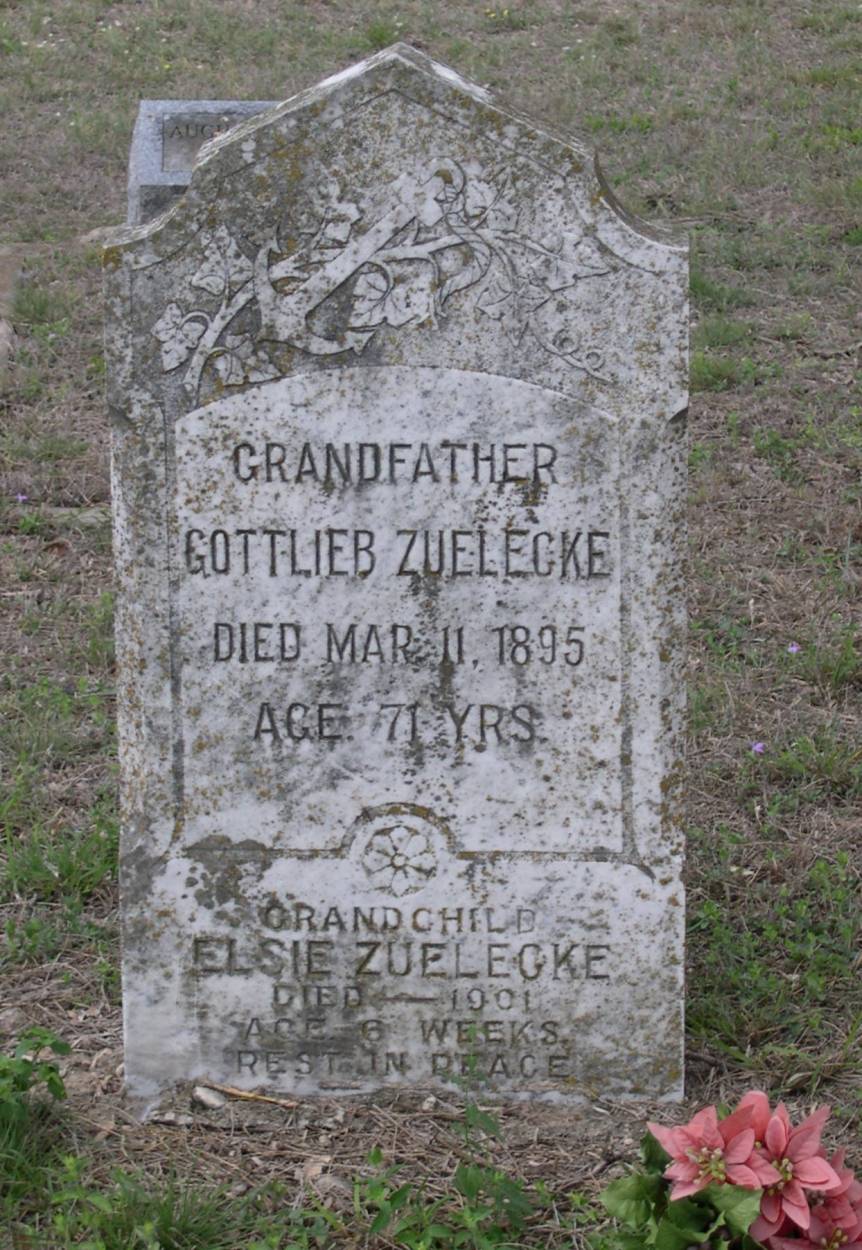 GRANDFATHER
GOTTLIEB ZUELECKE
DIED MAR. 11, 1895
AGE 71 YRS.
GRANDCHILD
ELSIE ZUELECKE
DIED — 1901
AGE 6 WEEKS
REST IN PEACE